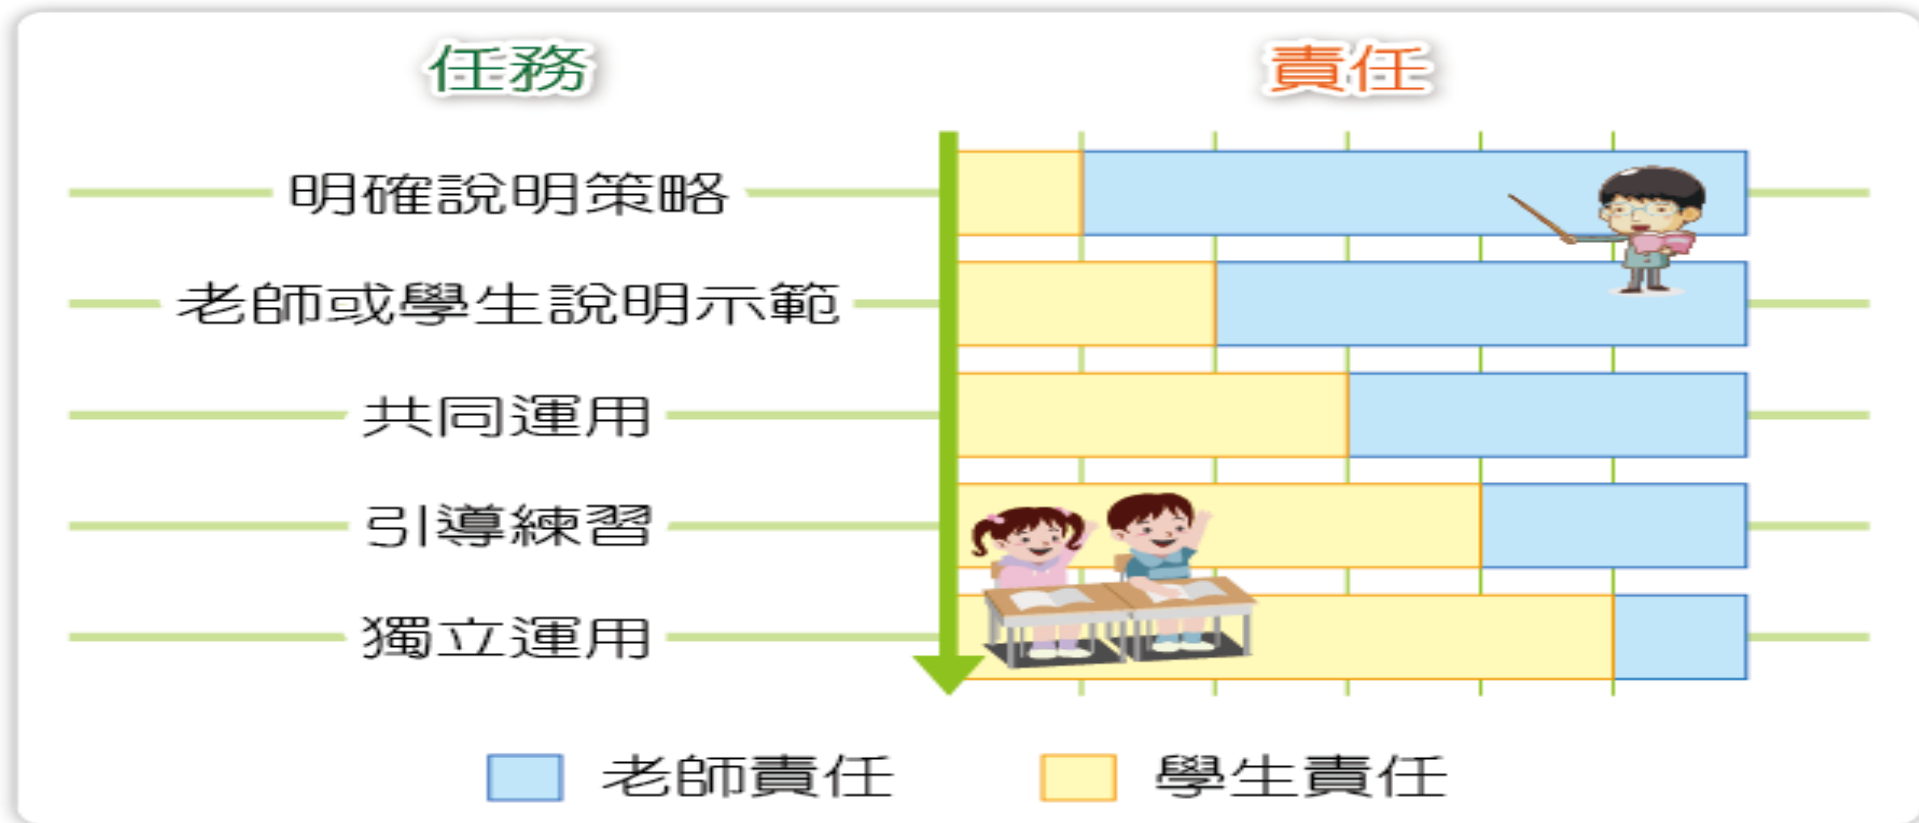 任務
責任
明確說明策略
老師或學生說明示範
共同運用
引導練習
獨立運用
老師責任
學生責任